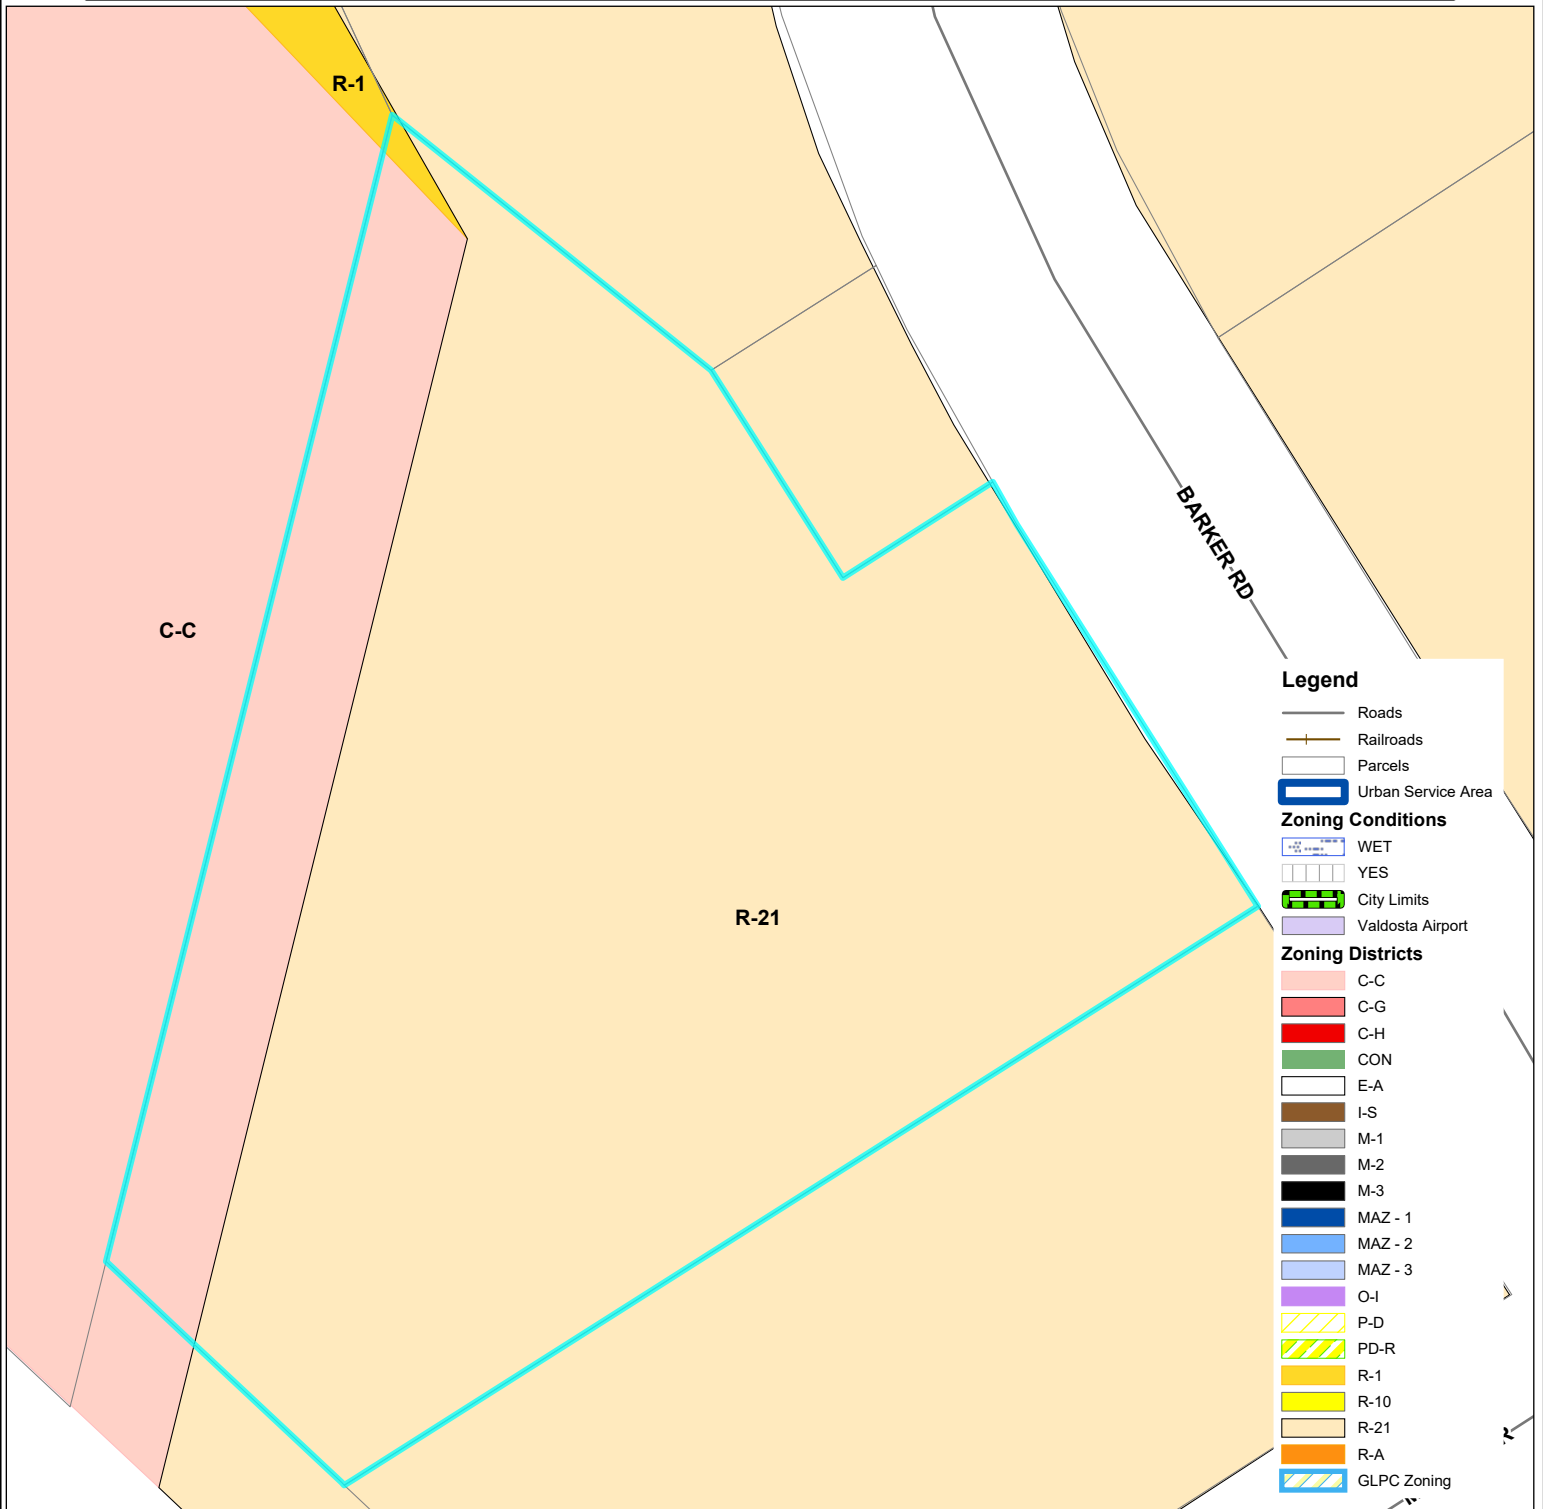 R-1
C-C
R-21
BARKER RD
Legend
Roads
Railroads
Parcels
Urban Service Area
Zoning Conditions
WET
YES
City Limits
Valdosta Airport
Zoning Districts
C-C
C-G
C-H
CON
E-A
I-S
M-1
M-2
M-3
MAZ - 1
MAZ - 2
MAZ - 3
O-I
P-D
PD-R
R-1
R-10
R-21
R-A
GLPC Zoning